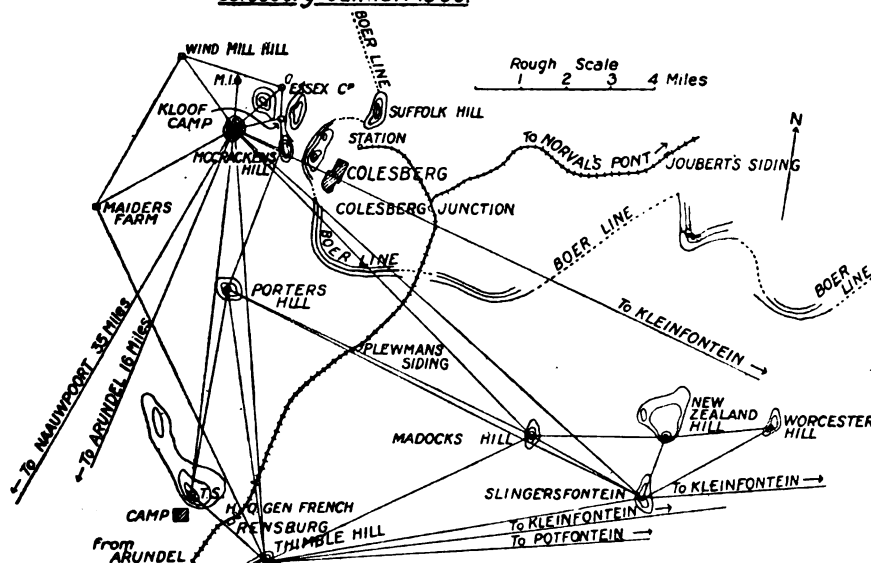 BOER LINE
WIND MILL HILL
M.I.
ESSEX CP
KLOOF
CAMP
SUFFOLK HILL
STATION
Rough Scale
1 2 3 4 Miles
N
To NORVAL'S PONT →
JOUBERT'S SIDING
MCCRACKENS
HILL
COLESBERG
COLESBERG JUNCTION
MAIDERS
FARM
BOER LINE
BOER LINE
BOER LINE
PORTERS
HILL
To KLEINFONTEIN →
PLEWMANS
SIDING
← To NAAUWPOORT 35 Miles
← To ARUNDEL 16 Miles
NEW
ZEALAND
HILL
WORCESTER
HILL
MADOCKS HILL
SLINGERSFONTEIN
To KLEINFONTEIN →
T.S.
CAMP
H.Q. GEN FRENCH
RENSBURG
THIMBLE HILL
To KLEINFONTEIN →
To POTFONTEIN →
from
ARUNDEL